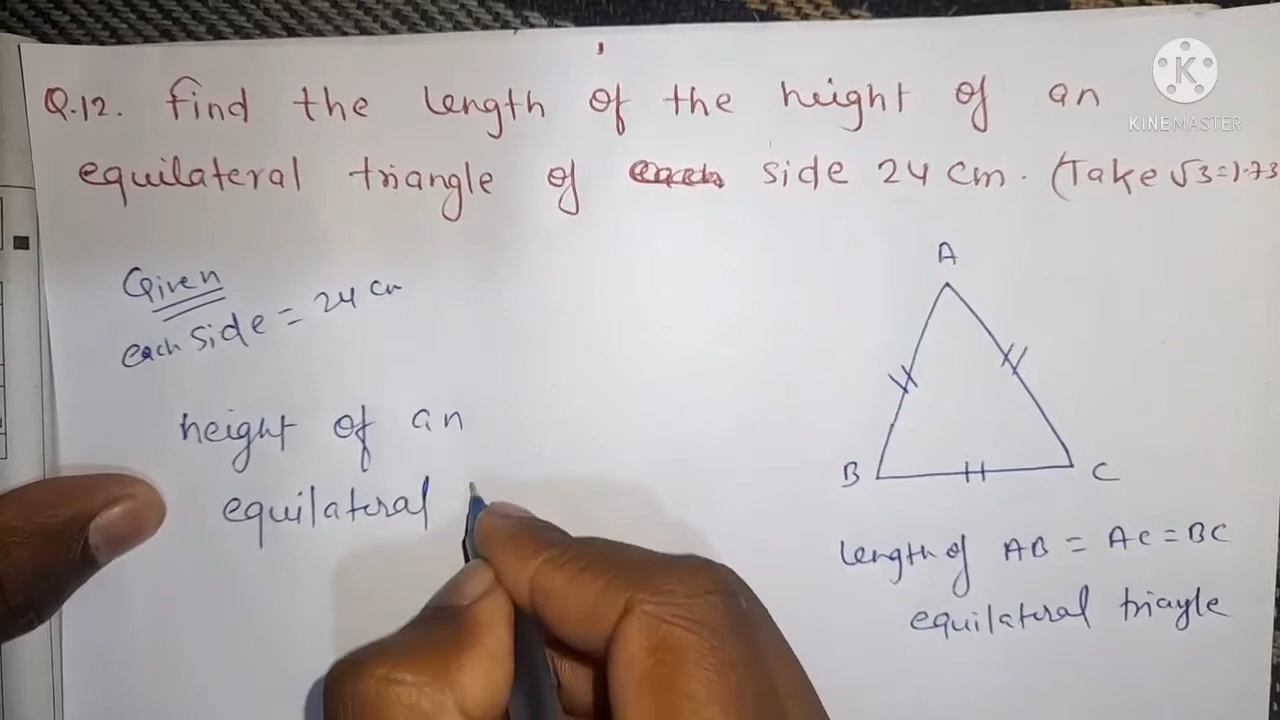 Q.12. find the length of the height of an
equilateral triangle of side 24 cm. (Take √3=1.73
Given
each side = 24 cm
height of an
equilateral
A
B
C
length of AB = AC = BC
equilateral triayle
K
KINEMASTER